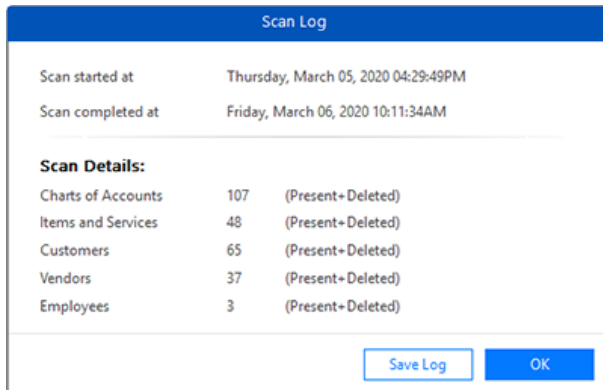 Scan Log
Scan started at Thursday, March 05, 2020 04:29:49PM
Scan completed at Friday, March 06, 2020 10:11:34AM
Scan Details:
Charts of Accounts 107 (Present+Deleted)
Items and Services 48 (Present+Deleted)
Customers 65 (Present+Deleted)
Vendors 37 (Present+Deleted)
Employees 3 (Present+Deleted)
Save Log OK